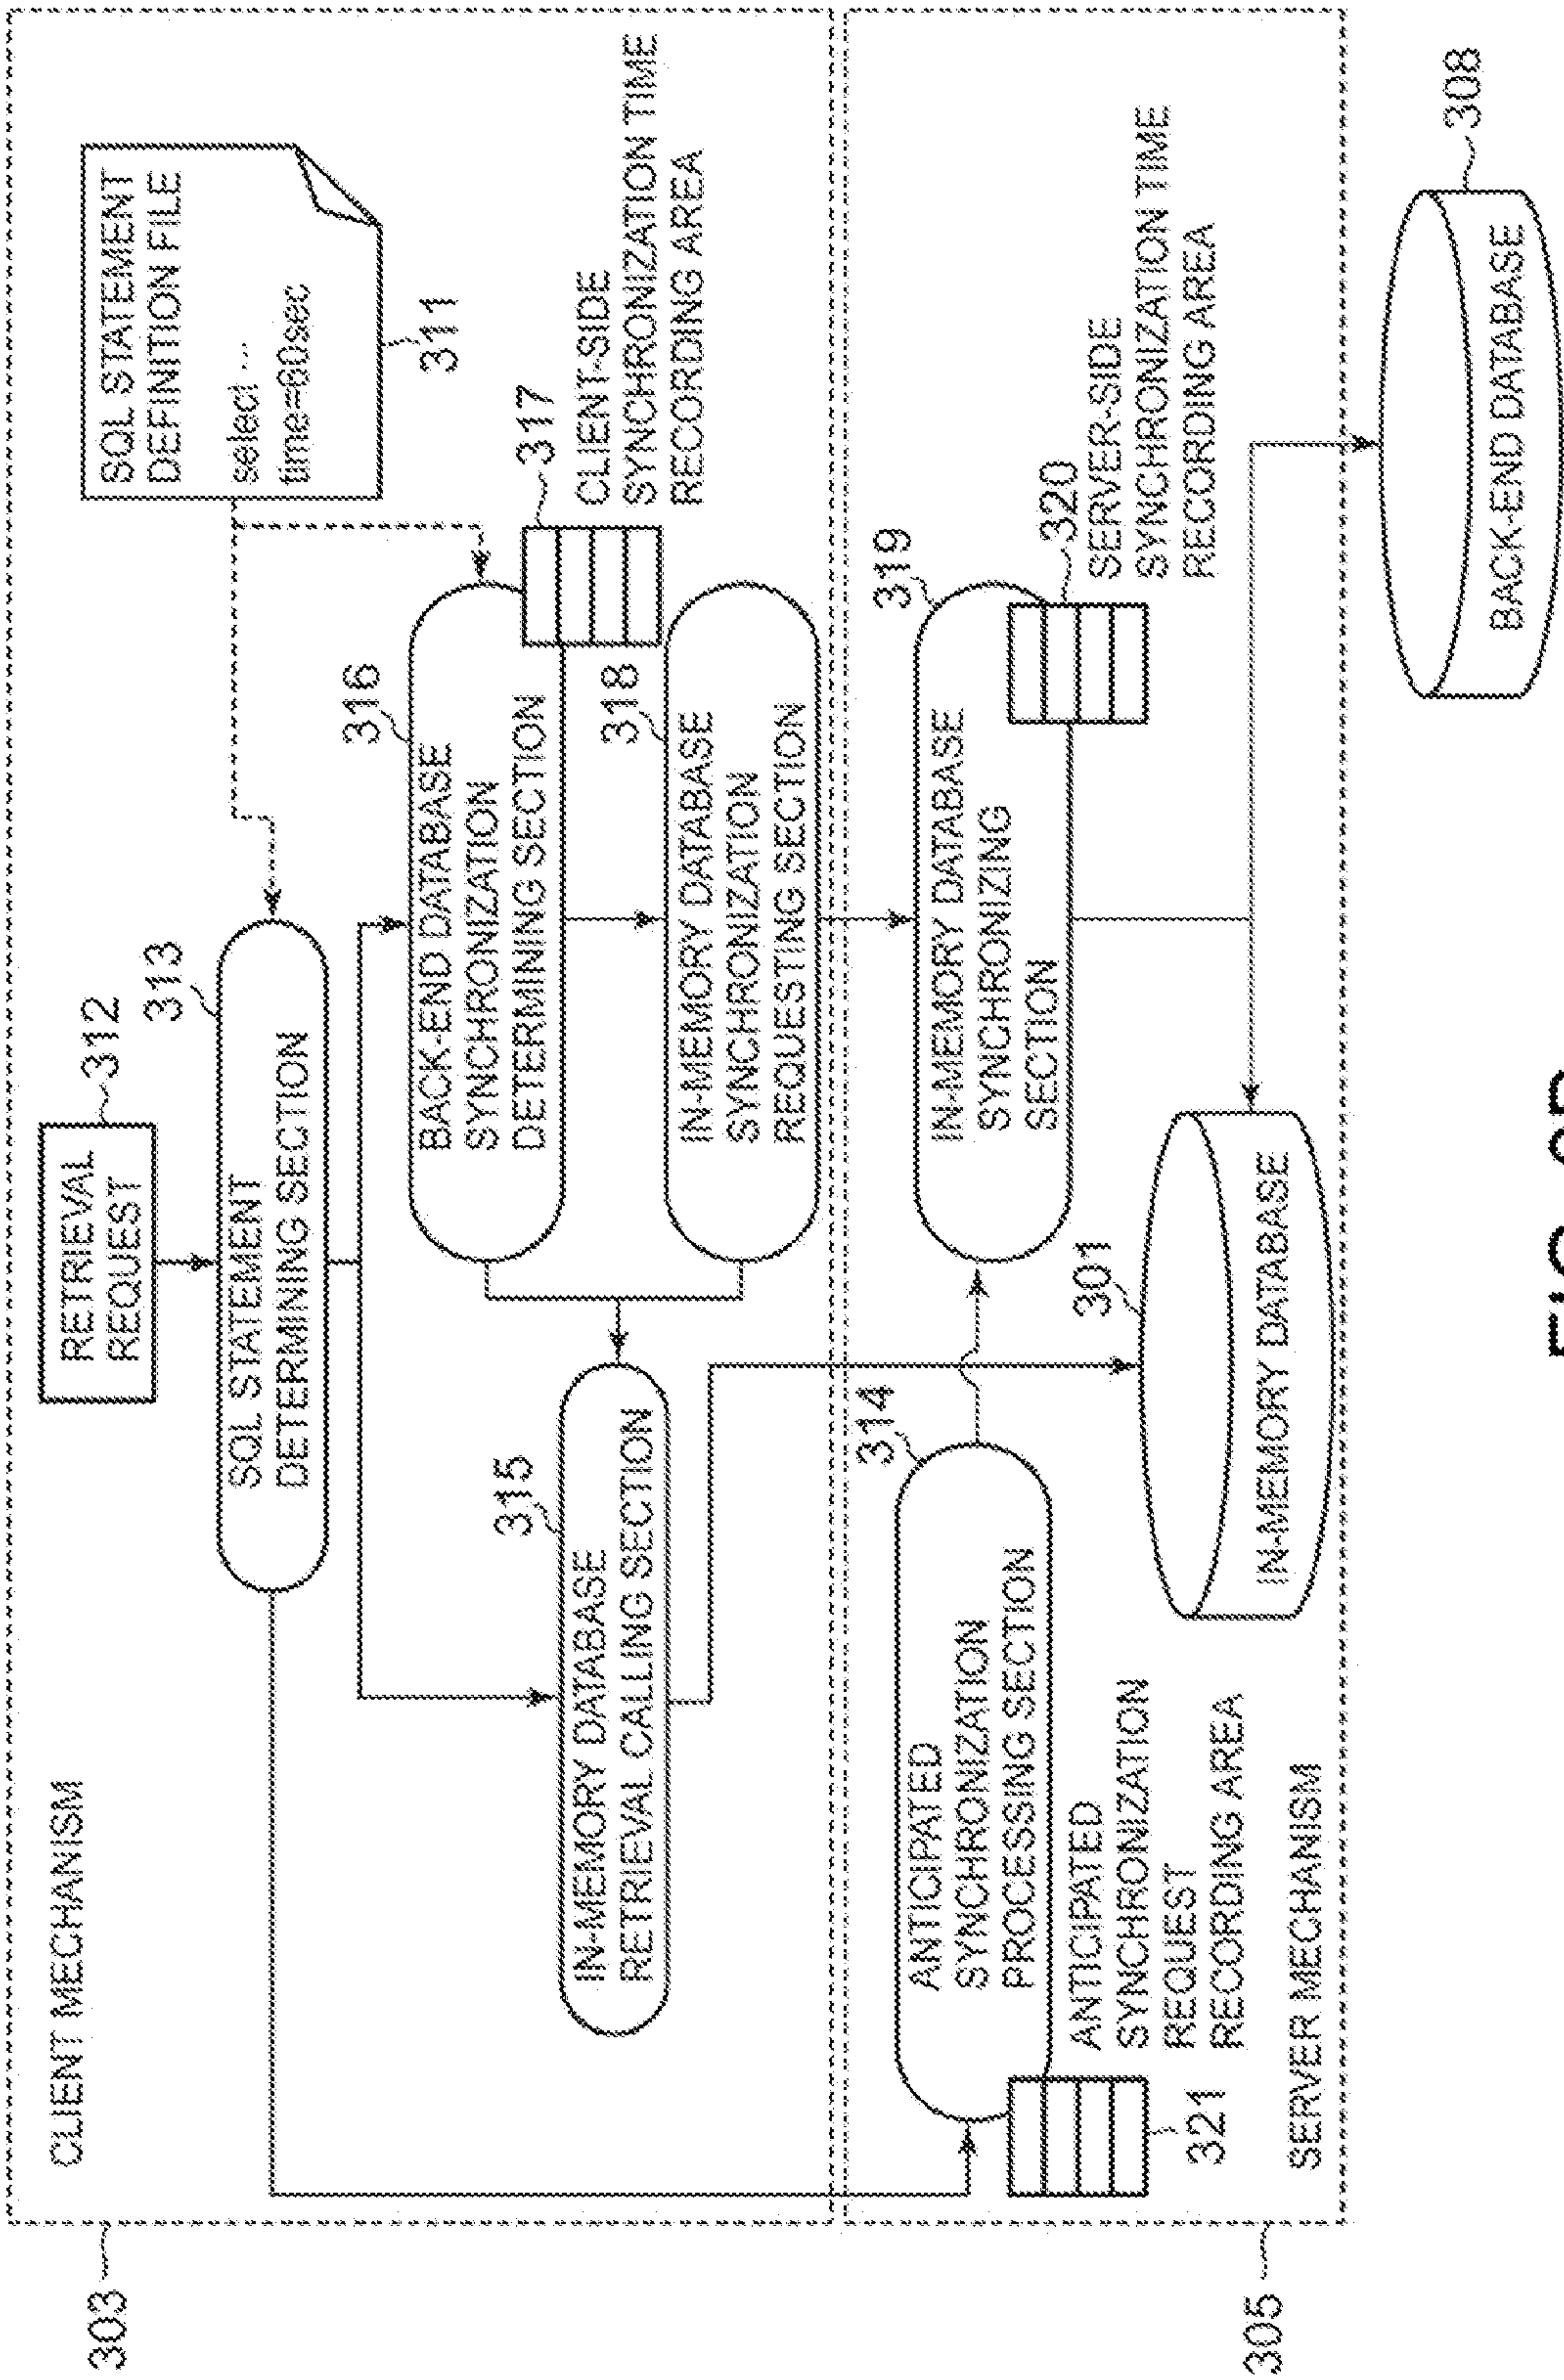 303
CLIENT MECHANISM
RETRIEVAL
REQUEST
312
313
SQL STATEMENT
DETERMINING SECTION
SQL STATEMENT
DEFINITION FILE
select ...
time=60sec
311
316
BACK-END DATABASE
SYNCHRONIZATION
DETERMINING SECTION
317
CLIENT-SIDE
SYNCHRONIZATION TIME
RECORDING AREA
315
IN-MEMORY DATABASE
RETRIEVAL CALLING SECTION
318
IN-MEMORY DATABASE
SYNCHRONIZATION
REQUESTING SECTION
314
ANTICIPATED
SYNCHRONIZATION
PROCESSING SECTION
319
IN-MEMORY DATABASE
SYNCHRONIZING
SECTION
320
SERVER-SIDE
SYNCHRONIZATION TIME
RECORDING AREA
321
ANTICIPATED
SYNCHRONIZATION
REQUEST
RECORDING AREA
301
IN-MEMORY DATABASE
305
SERVER MECHANISM
308
BACK-END DATABASE